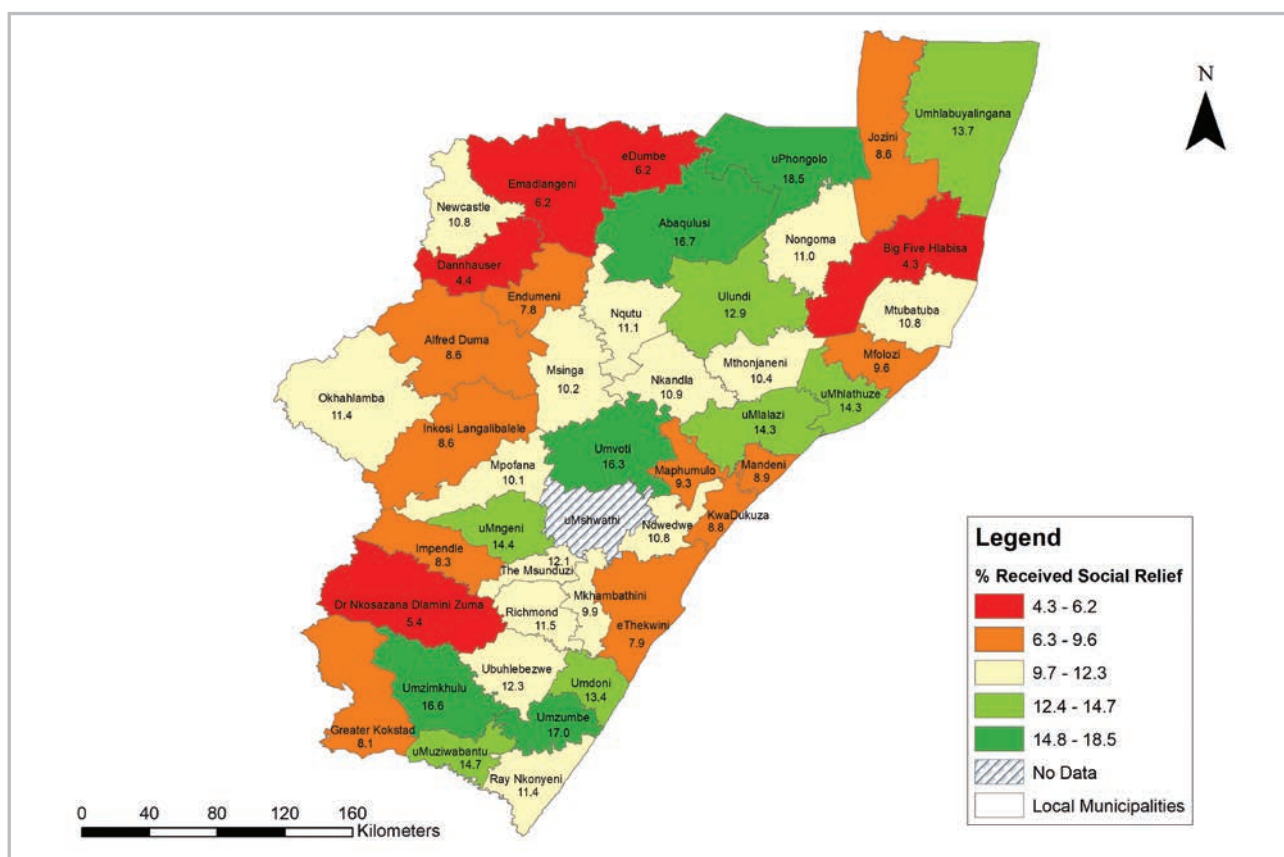 N
Umhlabuyalingana
13.7
Jozini
8.6
uPhongolo
18.5
eDumbe
6.2
Emadlangeni
6.2
Newcastle
10.8
Abaqulusi
16.7
Nongoma
11.0
Big Five Hlabisa
4.3
Dannhauser
4.4
Endumeni
7.8
Ulundi
12.9
Mtubatuba
10.8
Nqutu
11.1
Alfred Duma
8.6
Mthonjaneni
10.4
Mfolozi
9.6
Msinga
10.2
Nkandla
10.9
uMhlathuze
14.3
Okhahlamba
11.4
uMlalazi
14.3
Inkosi Langalibalele
8.6
Umvoti
16.3
Mpofana
10.1
Maphumulo
9.3
Mandeni
8.9
KwaDukuza
8.8
uMshwathi
uMngeni
14.4
Ndwedwe
10.8
Impendle
8.3
12.1
The Msunduzi
Mkhambathini
9.9
Dr Nkosazana Dlamini Zuma
5.4
Richmond
11.5
eThekwini
7.9
Ubuhlebezwe
12.3
Umdoni
13.4
Umzimkhulu
16.6
Umzumbe
17.0
Greater Kokstad
8.1
uMuziwabantu
14.7
Ray Nkonyeni
11.4
Legend
% Received Social Relief
4.3 - 6.2
6.3 - 9.6
9.7 - 12.3
12.4 - 14.7
14.8 - 18.5
No Data
Local Municipalities
0 40 80 120 160
Kilometers